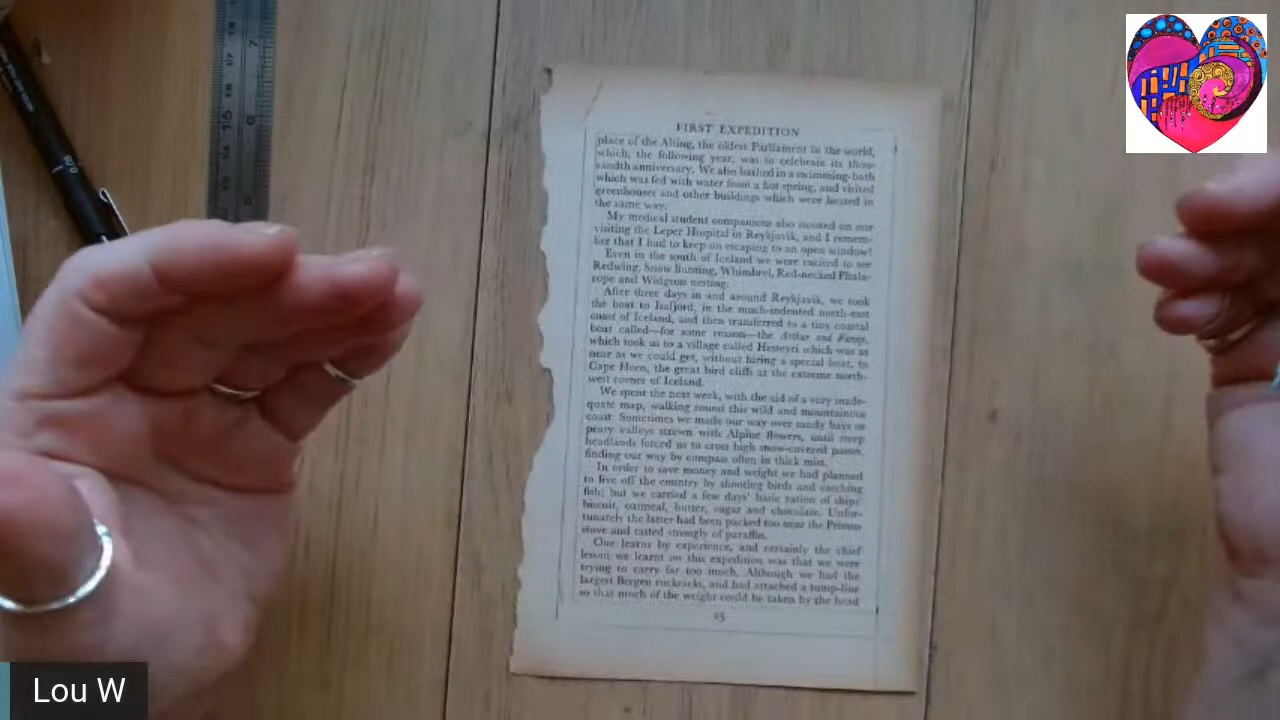 FIRST EXPEDITION
place of the Alting, the oldest Parliament in the world,
which, the following year, was to celebrate its thou-
sandth anniversary. We also bathed in a swimming-bath
which was fed with water from a hot spring, and visited
greenhouses and other buildings which were heated in
the same way.
My medical student companions also insisted on our
visiting the Leper Hospital in Reykjavik, and I remem-
ber that I had to keep on escaping to an open window!
Even in the south of Iceland we were excited to see
Redwing, Snow Bunting, Whimbrel, Red-necked Phala-
rope and Widgeon nesting.
After three days in and around Reykjavik, we took
the boat to Isafjord, in the much-indented north-east
coast of Iceland, and then transferred to a tiny coastal
boat called—for some reason—the Arthur and Fanny,
which took us to a village called Hesteyri which was as
near as we could get, without hiring a special boat, to
Cape Horn, the great bird cliffs at the extreme north-
west corner of Iceland.
We spent the next week, with the aid of a very inade-
quate map, walking round this wild and mountainous
coast. Sometimes we made our way over sandy bays or
peaty valleys strewn with Alpine flowers, until steep
headlands forced us to cross high snow-covered passes,
finding our way by compass often in thick mist.
In order to save money and weight we had planned
to live off the country by shooting birds and catching
fish; but we carried a few days' basic ration of ships'
biscuit, oatmeal, butter, sugar and chocolate. Unfor-
tunately the latter had been packed too near the Primus
stove and tasted strongly of paraffin.
One learns by experience, and certainly the chief
lesson we learnt on this expedition was that we were
trying to carry far too much. Although we had the
largest Bergen rucksacks, and had attached a tump-line
so that much of the weight could be taken by the head
25
Lou W